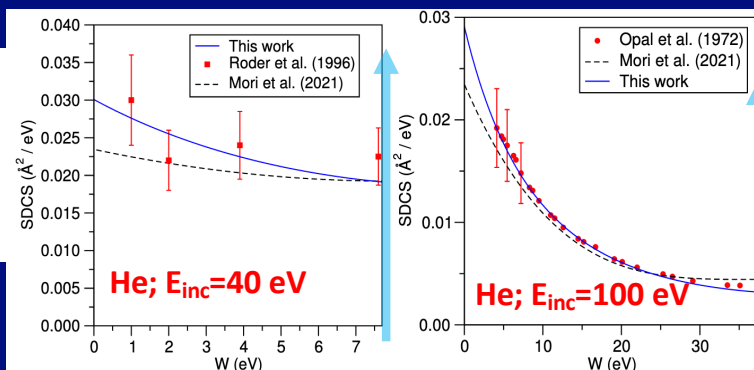 0.040
0.035
0.030
0.025
0.020
0.015
0.010
0.005
0.000
SDCS (Å² / eV)
This work
Roder et al. (1996)
Mori et al. (2021)
He; Einc=40 eV
0 1 2 3 4 5 6 7
W (eV)
0.03
0.02
0.01
0.00
SDCS (Å² / eV)
Opal et al. (1972)
Mori et al. (2021)
This work
He; Einc=100 eV
0 10 20 30
W (eV)